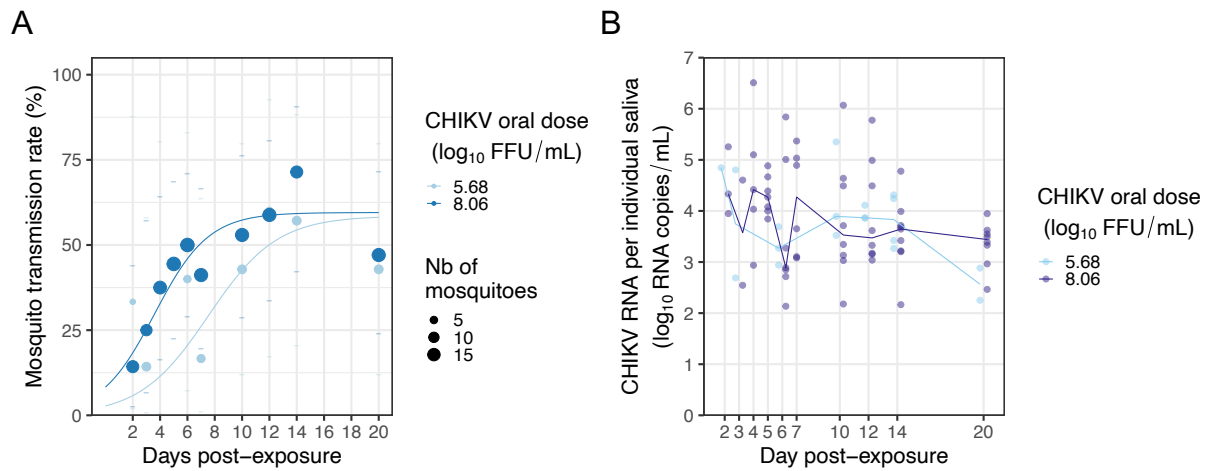 A
Mosquito transmission rate (%)
100
75
50
25
0
2 4 6 8 10 12 14 16 18 20
Days post−exposure
CHIKV oral dose
(log₁₀ FFU/mL)
5.68
8.06
Nb of
mosquitoes
5
10
15
B
CHIKV RNA per individual saliva
(log₁₀ RNA copies/mL)
7
6
5
4
3
2
1
0
2 3 4 5 6 7 10 12 14 20
Day post−exposure
CHIKV oral dose
(log₁₀ FFU/mL)
5.68
8.06